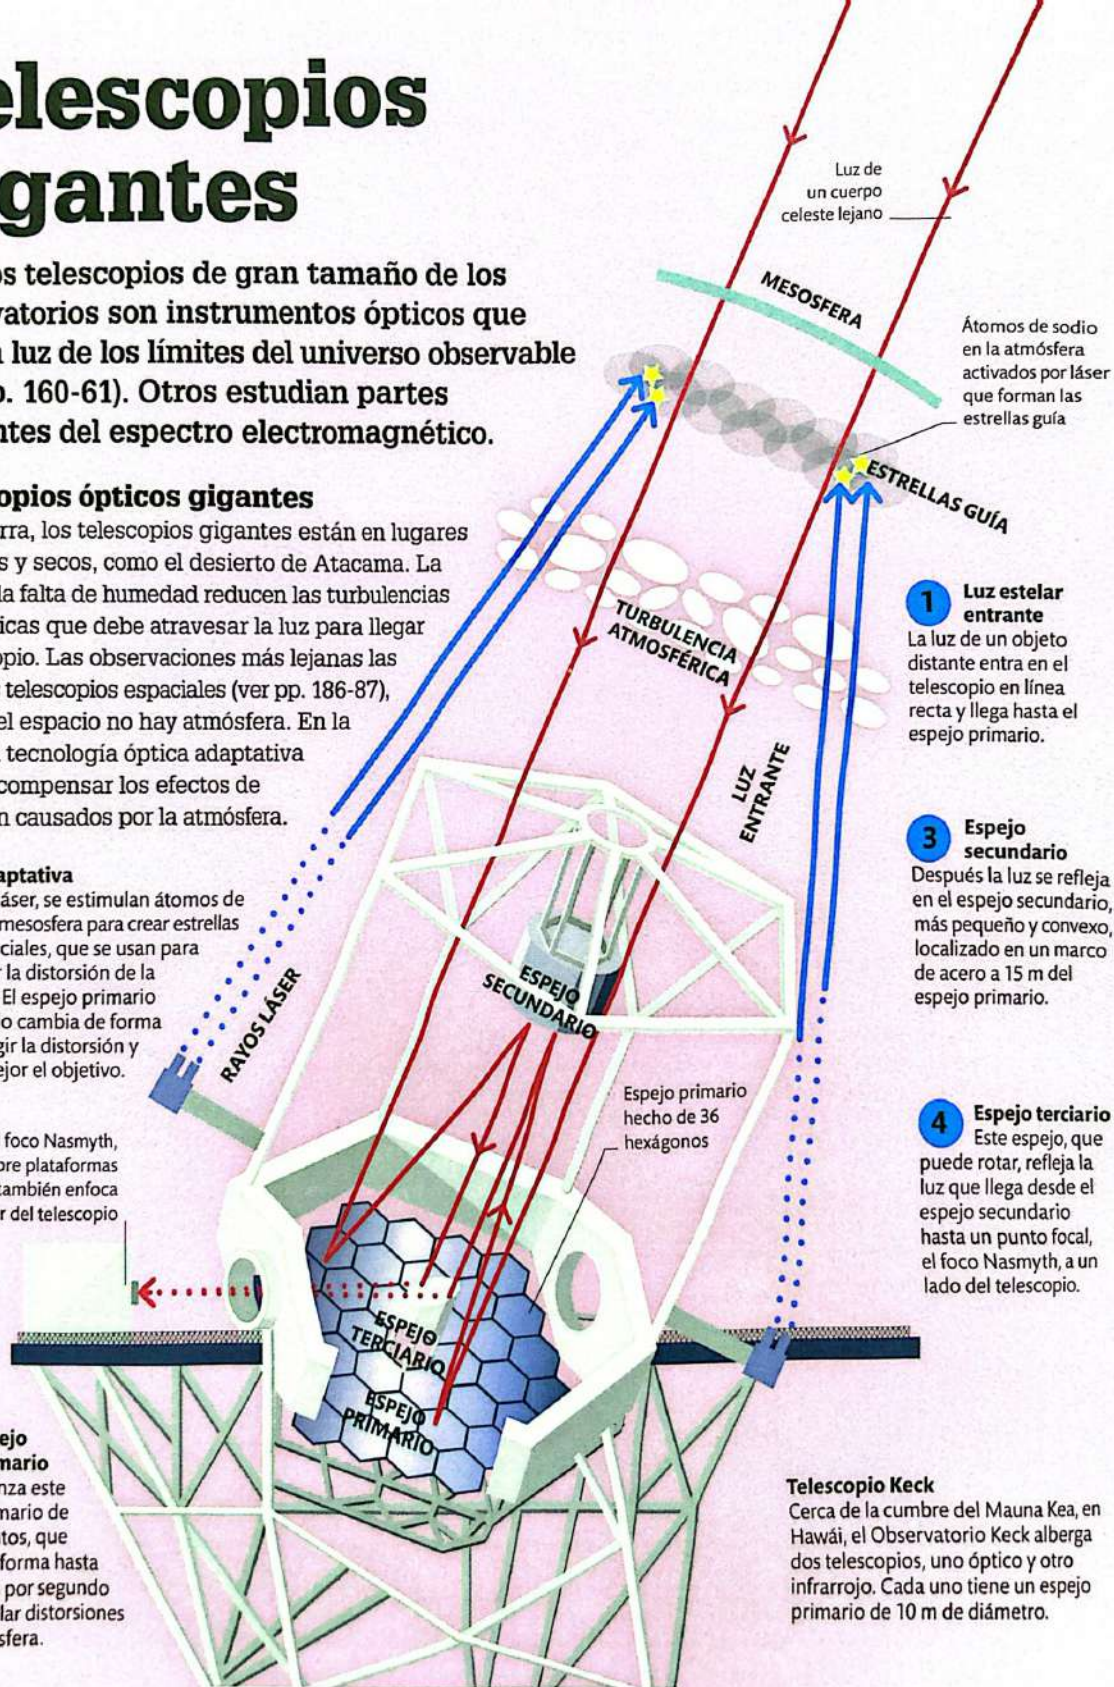 elescopios
gantes
os telescopios de gran tamaño de los
vatorios son instrumentos ópticos que
luz de los límites del universo observable
p. 160-61). Otros estudian partes
ntes del espectro electromagnético.
opios ópticos gigantes
rra, los telescopios gigantes están en lugares
s y secos, como el desierto de Atacama. La
la falta de humedad reducen las turbulencias
icas que debe atravesar la luz para llegar
opio. Las observaciones más lejanas las
telescopios espaciales (ver pp. 186-87),
el espacio no hay atmósfera. En la
tecnología óptica adaptativa
compensar los efectos de
n causados por la atmósfera.
aptativa
áser, se estimulan átomos de
mesosfera para crear estrellas
ciales, que se usan para
r la distorsión de la
El espejo primario
o cambia de forma
gir la distorsión y
ejor el objetivo.
foco Nasmyth,
bre plataformas
también enfoca
r del telescopio
ejo
mario
nza este
mario de
tos, que
forma hasta
por segundo
lar distorsiones
sfera.
Luz de
un cuerpo
celeste lejano
MESOSFERA
Átomos de sodio
en la atmósfera
activados por láser
que forman las
estrellas guía
ESTRELLAS GUÍA
TURBULENCIA
ATMOSFÉRICA
LUZ
ENTRANTE
RAYOS LÁSER
ESPEJO
SECUNDARIO
Espejo primario
hecho de 36
hexágonos
ESPEJO
TERCIARIO
ESPEJO
PRIMARIO
1 Luz estelar
entrante
La luz de un objeto
distante entra en el
telescopio en línea
recta y llega hasta el
espejo primario.
3 Espejo
secundario
Después la luz se refleja
en el espejo secundario,
más pequeño y convexo,
localizado en un marco
de acero a 15 m del
espejo primario.
4 Espejo terciario
Este espejo, que
puede rotar, refleja la
luz que llega desde el
espejo secundario
hasta un punto focal,
el foco Nasmyth, a un
lado del telescopio.
Telescopio Keck
Cerca de la cumbre del Mauna Kea, en
Hawái, el Observatorio Keck alberga
dos telescopios, uno óptico y otro
infrarrojo. Cada uno tiene un espejo
primario de 10 m de diámetro.